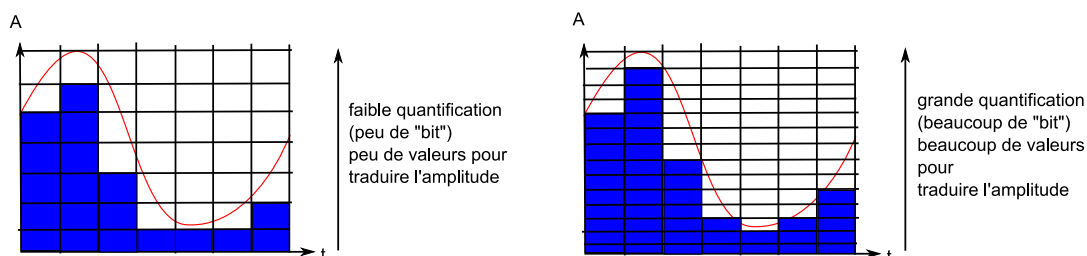 A
faible quantification
(peu de "bit")
peu de valeurs pour
traduire l'amplitude
t
A
grande quantification
(beaucoup de "bit")
beaucoup de valeurs
pour
traduire l'amplitude
t